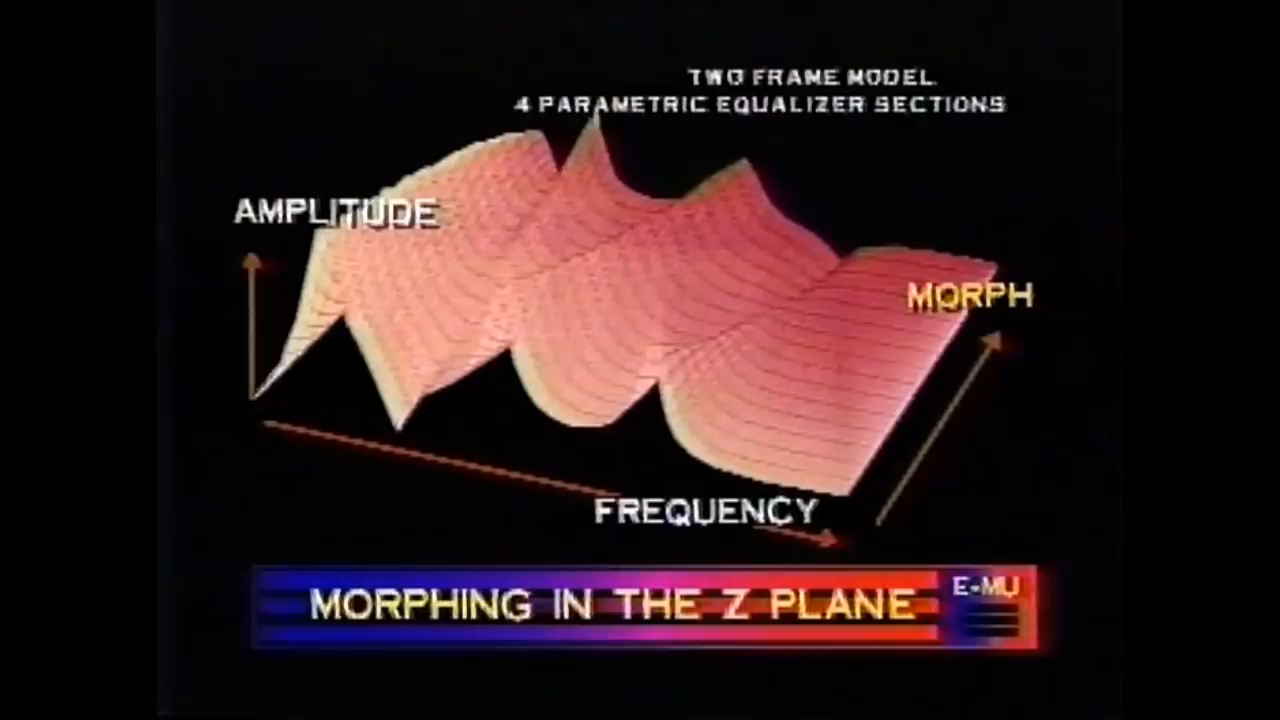 TWO FRAME MODEL
4 PARAMETRIC EQUALIZER SECTIONS
AMPLITUDE
MORPH
FREQUENCY
MORPHING IN THE Z PLANE
E-MU